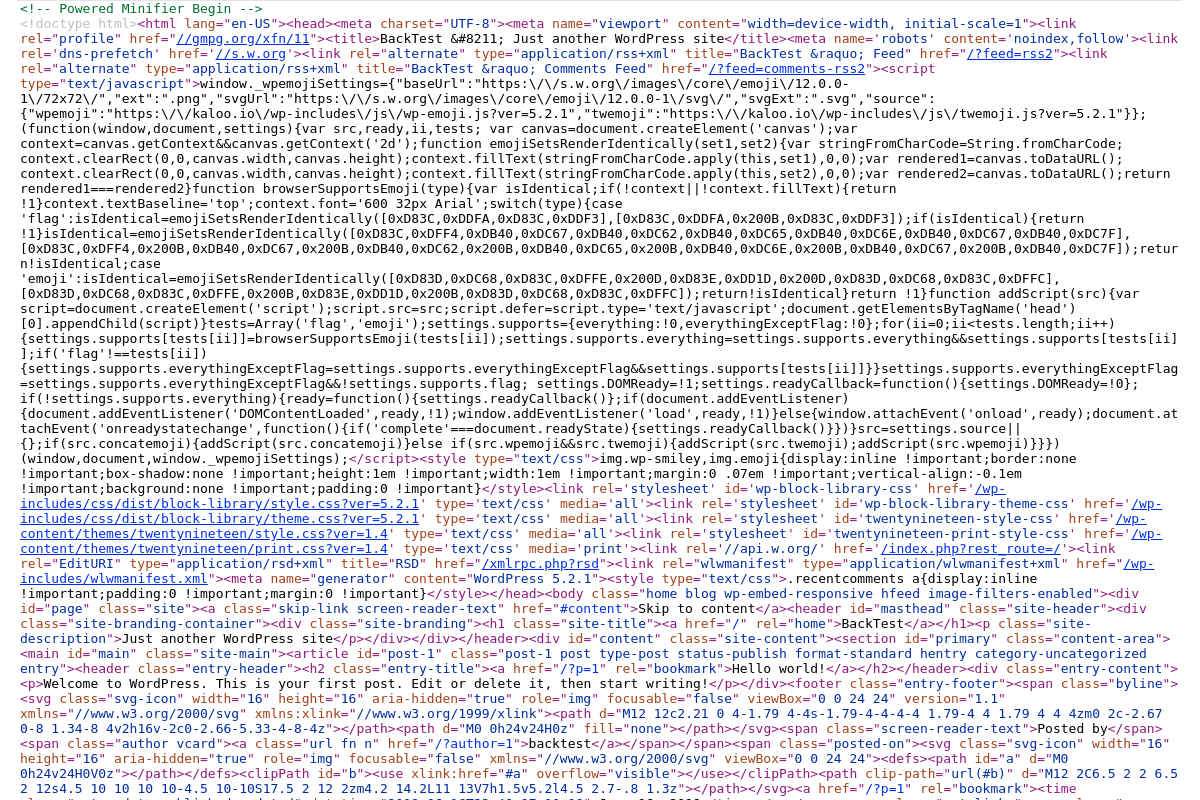 <!-- Powered Minifier Begin -->
<!doctype html><html lang="en-US"><head><meta charset="UTF-8"><meta name="viewport" content="width=device-width, initial-scale=1"><link
rel="profile" href="//gmpg.org/xfn/11"><title>BackTest &#8211; Just another WordPress site</title><meta name='robots' content='noindex,follow'><link
rel='dns-prefetch' href='//s.w.org'><link rel="alternate" type="application/rss+xml" title="BackTest &raquo; Feed" href="/?feed=rss2"><link
rel="alternate" type="application/rss+xml" title="BackTest &raquo; Comments Feed" href="/?feed=comments-rss2"><script
type="text/javascript">window._wpemojiSettings={"baseUrl":"https:\/\/s.w.org\/images\/core\/emoji\/12.0.0-
1\/72x72\/","ext":".png","svgUrl":"https:\/\/s.w.org\/images\/core\/emoji\/12.0.0-1\/svg\/","svgExt":".svg","source":
{"wpemoji":"https:\/\/kaloo.io\/wp-includes\/js\/wp-emoji.js?ver=5.2.1","twemoji":"https:\/\/kaloo.io\/wp-includes\/js\/twemoji.js?ver=5.2.1"}};
(function(window,document,settings){var src,ready,ii,tests; var canvas=document.createElement('canvas');var
context=canvas.getContext&&canvas.getContext('2d');function emojiSetsRenderIdentically(set1,set2){var stringFromCharCode=String.fromCharCode;
context.clearRect(0,0,canvas.width,canvas.height);context.fillText(stringFromCharCode.apply(this,set1),0,0);var rendered1=canvas.toDataURL();
context.clearRect(0,0,canvas.width,canvas.height);context.fillText(stringFromCharCode.apply(this,set2),0,0);var rendered2=canvas.toDataURL();return
rendered1===rendered2}function browserSupportsEmoji(type){var isIdentical;if(!context||!context.fillText){return
!1}context.textBaseline='top';context.font='600 32px Arial';switch(type){case
'flag':isIdentical=emojiSetsRenderIdentically([0xD83C,0xDDFA,0xD83C,0xDDF3],[0xD83C,0xDDFA,0x200B,0xD83C,0xDDF3]);if(isIdentical){return
!1}isIdentical=emojiSetsRenderIdentically([0xD83C,0xDFF4,0xDB40,0xDC67,0xDB40,0xDC62,0xDB40,0xDC65,0xDB40,0xDC6E,0xDB40,0xDC67,0xDB40,0xDC7F],
[0xD83C,0xDFF4,0x200B,0xDB40,0xDC67,0x200B,0xDB40,0xDC62,0x200B,0xDB40,0xDC65,0x200B,0xDB40,0xDC6E,0x200B,0xDB40,0xDC67,0x200B,0xDB40,0xDC7F]);retur
n!isIdentical;case
'emoji':isIdentical=emojiSetsRenderIdentically([0xD83D,0xDC68,0xD83C,0xDFFE,0x200D,0xD83E,0xDD1D,0x200D,0xD83D,0xDC68,0xD83C,0xDFFC],
[0xD83D,0xDC68,0xD83C,0xDFFE,0x200B,0xD83E,0xDD1D,0x200B,0xD83D,0xDC68,0xD83C,0xDFFC]);return!isIdentical}return !1}function addScript(src){var
script=document.createElement('script');script.src=src;script.defer=script.type='text/javascript';document.getElementsByTagName('head')
[0].appendChild(script)}tests=Array('flag','emoji');settings.supports={everything:!0,everythingExceptFlag:!0};for(ii=0;ii<tests.length;ii++)
{settings.supports[tests[ii]]=browserSupportsEmoji(tests[ii]);settings.supports.everything=settings.supports.everything&&settings.supports[tests[ii]
];if('flag'!==tests[ii])
{settings.supports.everythingExceptFlag=settings.supports.everythingExceptFlag&&settings.supports[tests[ii]]}}settings.supports.everythingExceptFlag
=settings.supports.everythingExceptFlag&&!settings.supports.flag; settings.DOMReady=!1;settings.readyCallback=function(){settings.DOMReady=!0};
if(!settings.supports.everything){ready=function(){settings.readyCallback()};if(document.addEventListener)
{document.addEventListener('DOMContentLoaded',ready,!1);window.addEventListener('load',ready,!1)}else{window.attachEvent('onload',ready);document.at
tachEvent('onreadystatechange',function(){if('complete'===document.readyState){settings.readyCallback()}})}src=settings.source||
{};if(src.concatemoji){addScript(src.concatemoji)}else if(src.wpemoji&&src.twemoji){addScript(src.twemoji);addScript(src.wpemoji)}}})
(window,document,window._wpemojiSettings);</script><style type="text/css">img.wp-smiley,img.emoji{display:inline !important;border:none
!important;box-shadow:none !important;height:1em !important;width:1em !important;margin:0 .07em !important;vertical-align:-0.1em
!important;background:none !important;padding:0 !important}</style><link rel='stylesheet' id='wp-block-library-css' href='/wp-
includes/css/dist/block-library/style.css?ver=5.2.1' type='text/css' media='all'><link rel='stylesheet' id='wp-block-library-theme-css' href='/wp-
includes/css/dist/block-library/theme.css?ver=5.2.1' type='text/css' media='all'><link rel='stylesheet' id='twentynineteen-style-css' href='/wp-
content/themes/twentynineteen/style.css?ver=1.4' type='text/css' media='all'><link rel='stylesheet' id='twentynineteen-print-style-css' href='/wp-
content/themes/twentynineteen/print.css?ver=1.4' type='text/css' media='print'><link rel='//api.w.org/' href='/index.php?rest_route=/'><link
rel="EditURI" type="application/rsd+xml" title="RSD" href="/xmlrpc.php?rsd"><link rel="wlwmanifest" type="application/wlwmanifest+xml" href="/wp-
includes/wlwmanifest.xml"><meta name="generator" content="WordPress 5.2.1"><style type="text/css">.recentcomments a{display:inline
!important;padding:0 !important;margin:0 !important}</style></head><body class="home blog wp-embed-responsive hfeed image-filters-enabled"><div
id="page" class="site"><a class="skip-link screen-reader-text" href="#content">Skip to content</a><header id="masthead" class="site-header"><div
class="site-branding-container"><div class="site-branding"><h1 class="site-title"><a href="/" rel="home">BackTest</a></h1><p class="site-
description">Just another WordPress site</p></div></div></header><div id="content" class="site-content"><section id="primary" class="content-area">
<main id="main" class="site-main"><article id="post-1" class="post-1 post type-post status-publish format-standard hentry category-uncategorized
entry"><header class="entry-header"><h2 class="entry-title"><a href="/?p=1" rel="bookmark">Hello world!</a></h2></header><div class="entry-content">
<p>Welcome to WordPress. This is your first post. Edit or delete it, then start writing!</p></div><footer class="entry-footer"><span class="byline">
<svg class="svg-icon" width="16" height="16" aria-hidden="true" role="img" focusable="false" viewBox="0 0 24 24" version="1.1"
xmlns="//www.w3.org/2000/svg" xmlns:xlink="//www.w3.org/1999/xlink"><path d="M12 12c2.21 0 4-1.79 4-4s-1.79-4-4-4-4 1.79-4 4 1.79 4 4 4zm0 2c-2.67
0-8 1.34-8 4v2h16v-2c0-2.66-5.33-4-8-4z"></path><path d="M0 0h24v24H0z" fill="none"></path></svg><span class="screen-reader-text">Posted by</span>
<span class="author vcard"><a class="url fn n" href="/?author=1">backtest</a></span></span><span class="posted-on"><svg class="svg-icon" width="16"
height="16" aria-hidden="true" role="img" focusable="false" xmlns="//www.w3.org/2000/svg" viewBox="0 0 24 24"><defs><path id="a" d="M0
0h24v24H0V0z"></path></defs><clipPath id="b"><use xlink:href="#a" overflow="visible"></use></clipPath><path clip-path="url(#b)" d="M12 2C6.5 2 2 6.5
2 12s4.5 10 10 10 10-4.5 10-10S17.5 2 12 2zm4.2 14.2L11 13V7h1.5v5.2l4.5 2.7-.8 1.3z"></path></svg><a href="/?p=1" rel="bookmark"><time